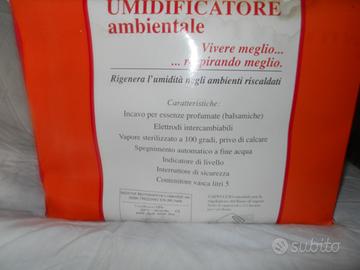 UMIDIFICATORE
ambientale
Vivere meglio...
... respirando meglio.
Rigenera l'umidità negli ambienti riscaldati
Caratteristiche:
Incavo per essenze profumate (balsamiche)
Elettrodi intercambiabili
Vapore sterilizzato a 100 gradi, privo di calcare
Spegnimento automatico a fine acqua
Indicatore di livello
Interruttore di sicurezza
Contenitore vasca litri 5
subito